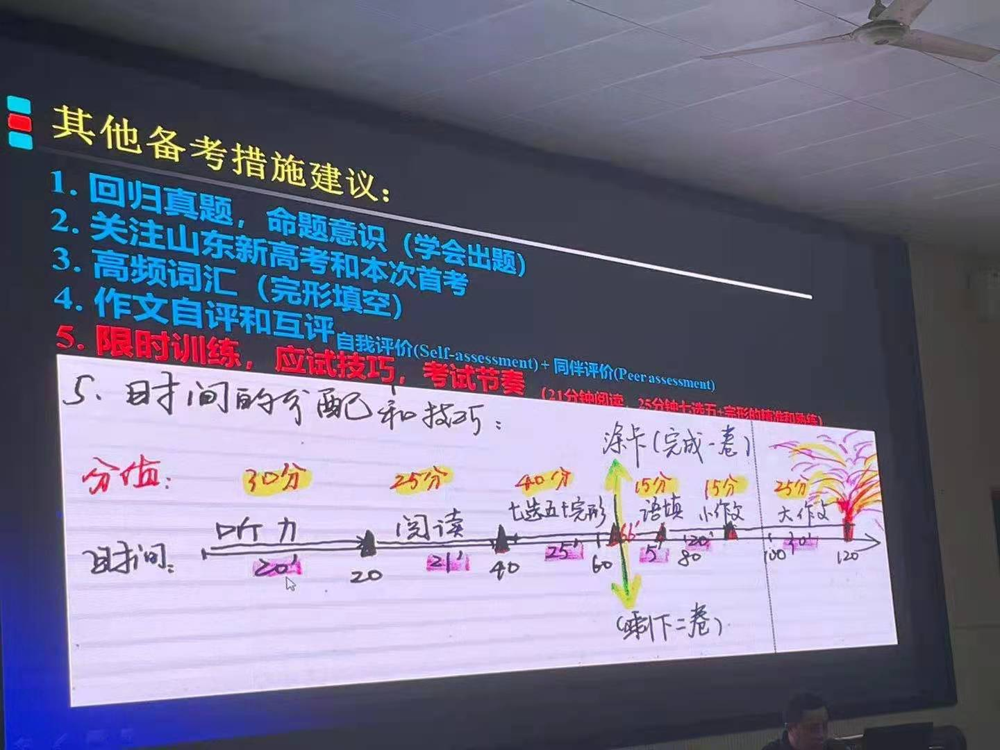 其他备考措施建议：
1. 回归真题，命题意识（学会出题）
2. 关注山东新高考和本次首考
3. 高频词汇（完形填空）
4. 作文自评和互评 自我评价(Self-assessment)+ 同伴评价(Peer assessment)
5. 限时训练，应试技巧，考试节奏（21分钟阅读，25分钟七选五+完形的精准和熟练）
5. 时间的分配和技巧：
涂卡(完成一卷)
分值： 30分 25分 40分 15分 15分 25分
听力 阅读 七选五+完形 语填 小作文 大作文
66'
时间： 20' 21' 25' 5' 20' 30'
20 40 60 80 100 120
(剩下二卷)